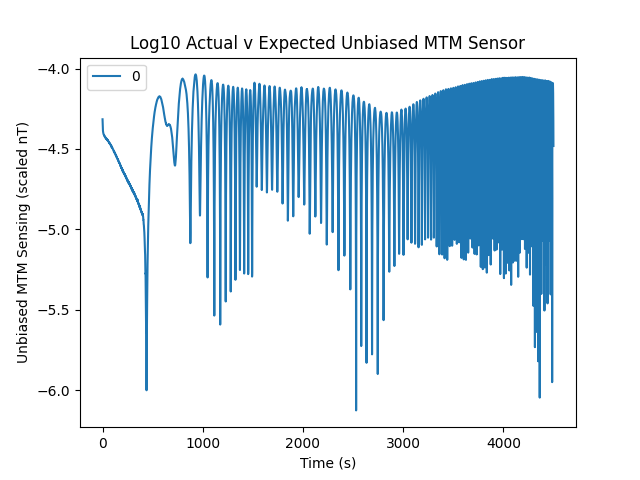 Log10 Actual v Expected Unbiased MTM Sensor
0
Unbiased MTM Sensing (scaled nT)
−4.0
−4.5
−5.0
−5.5
−6.0
0 1000 2000 3000 4000
Time (s)